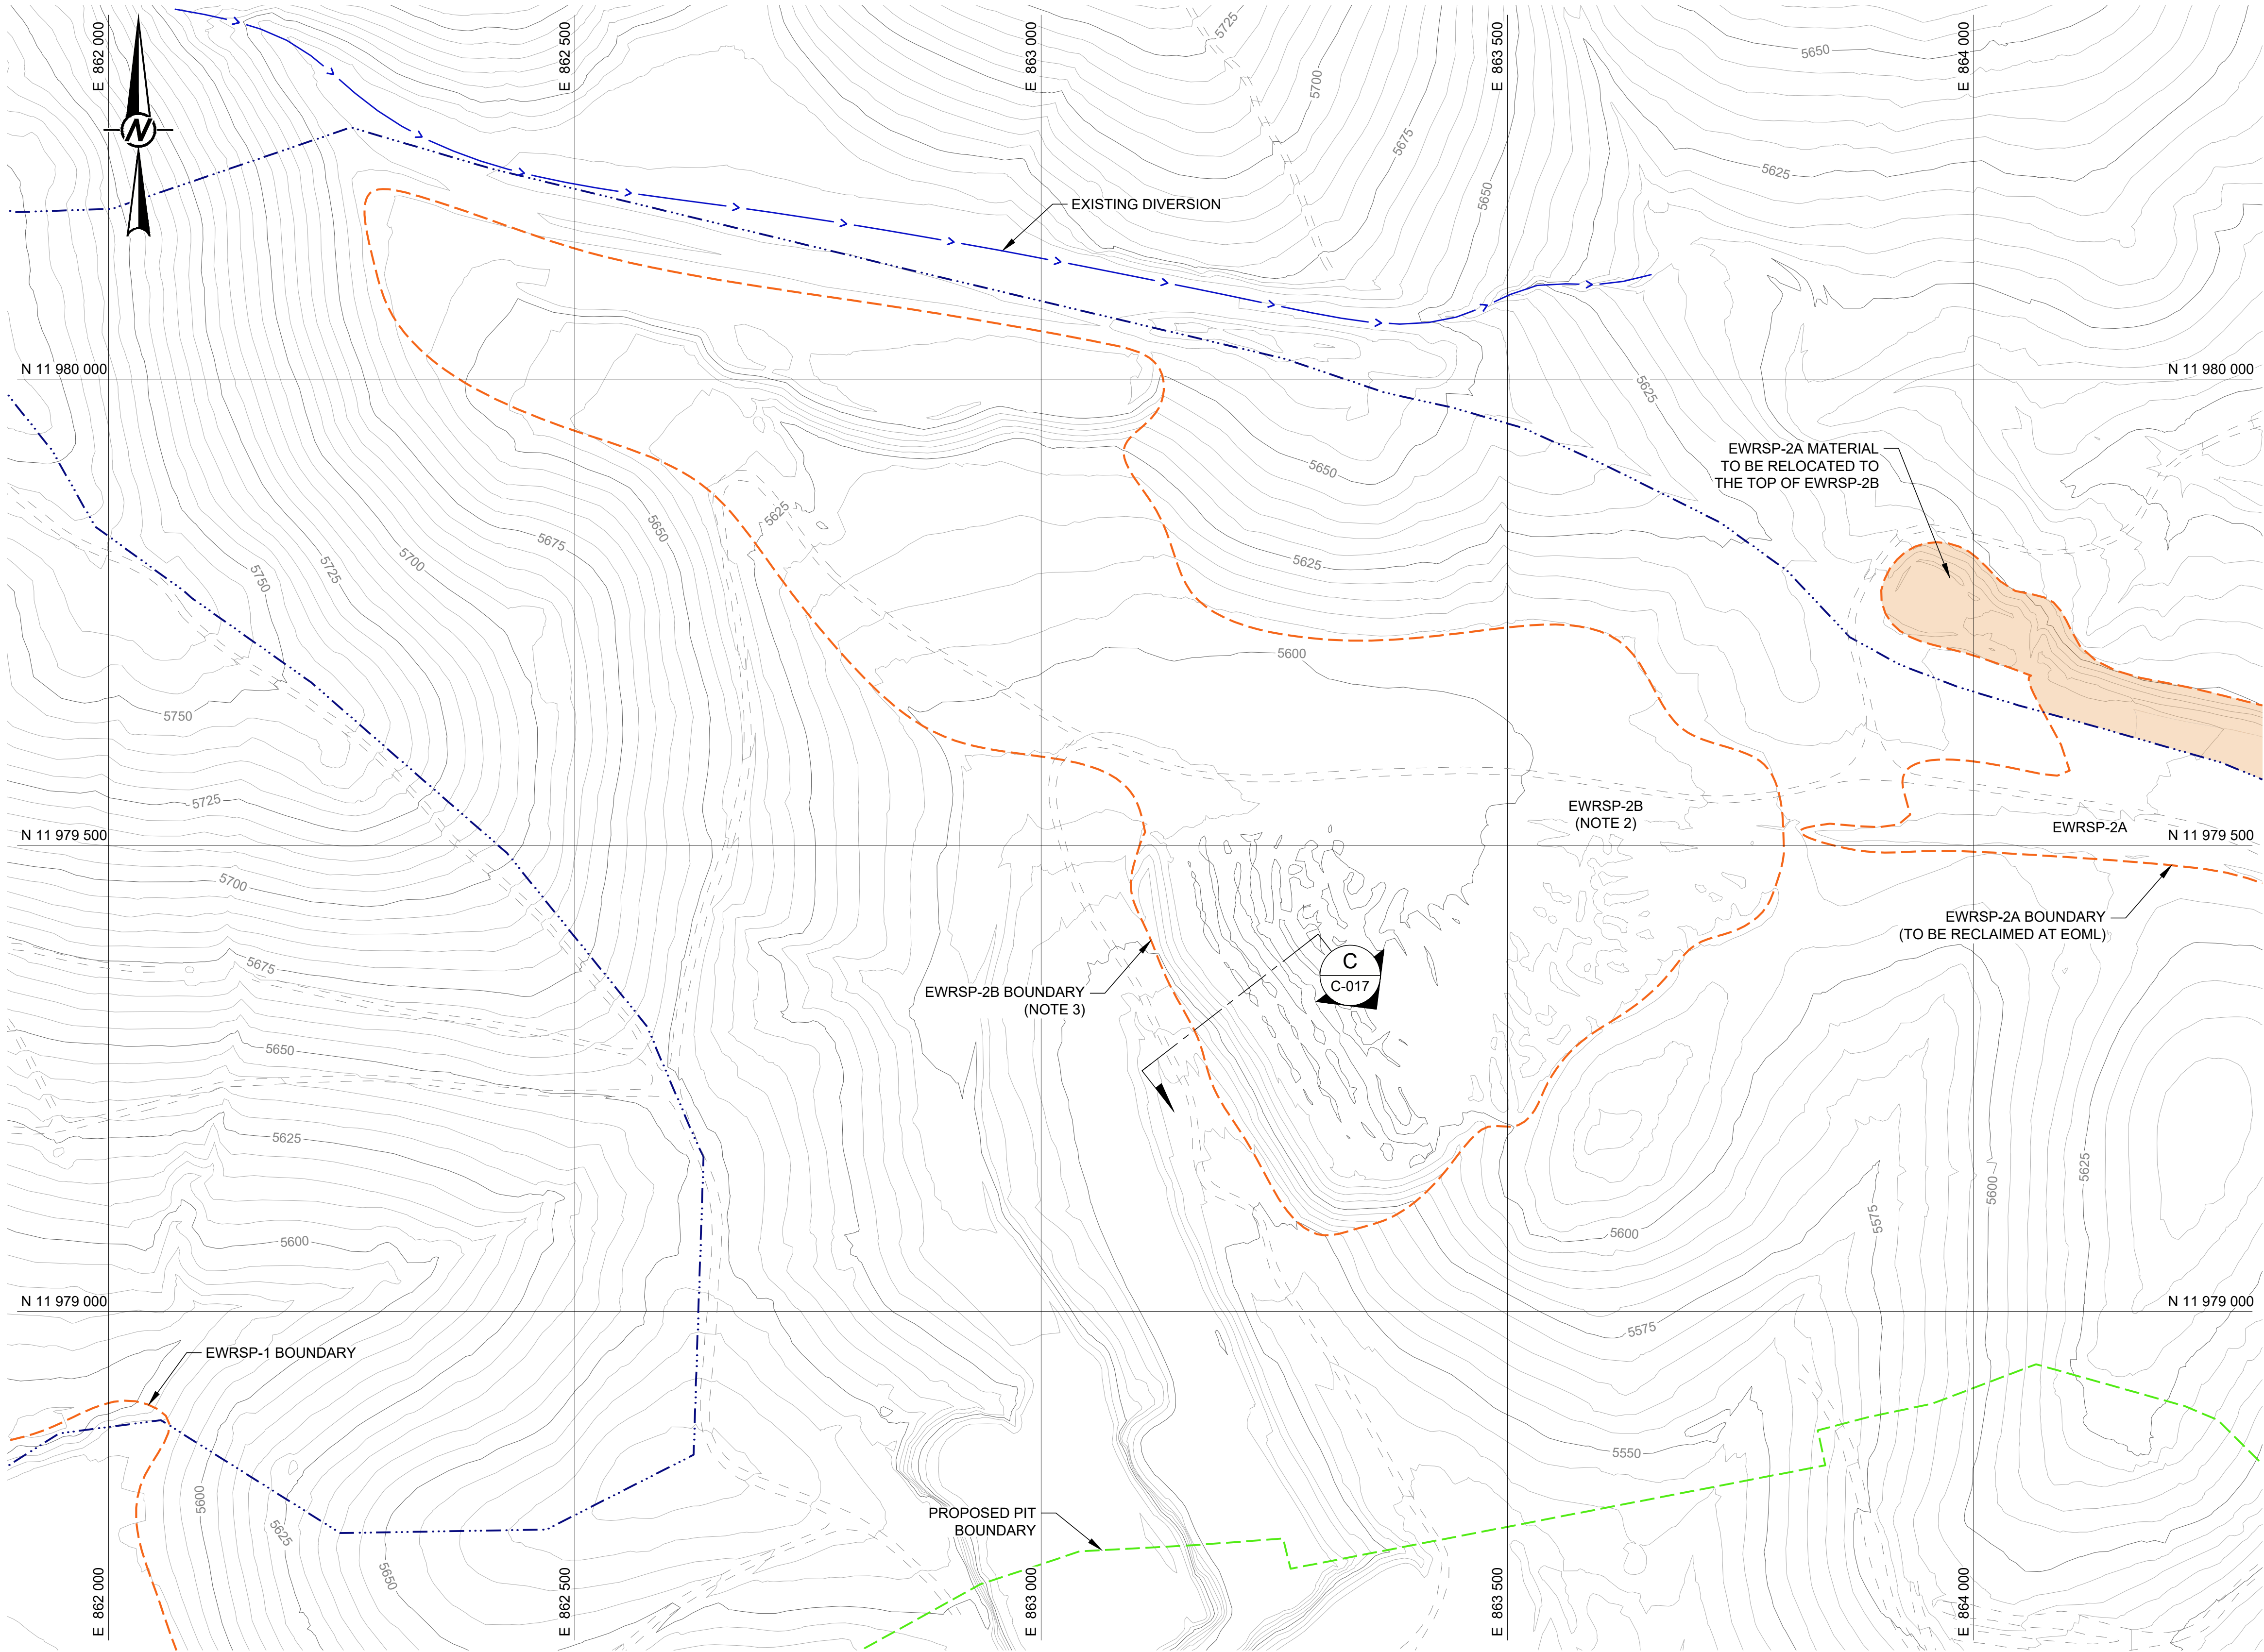 E 862 000
E 862 500
E 863 000
E 863 500
E 864 000
N
5725
5700
5675
5650
5650
5625
EXISTING DIVERSION
N 11 980 000
N 11 980 000
5625
EWRSP-2A MATERIAL
TO BE RELOCATED TO
THE TOP OF EWRSP-2B
5650
5625
5650
5675
5700
5725
5750
5625
5600
5750
5725
EWRSP-2B
(NOTE 2)
EWRSP-2A
N 11 979 500
N 11 979 500
5700
EWRSP-2A BOUNDARY
(TO BE RECLAIMED AT EOML)
5675
C
C-017
EWRSP-2B BOUNDARY
(NOTE 3)
5650
5625
5600
5625
5600
5575
5600
N 11 979 000
N 11 979 000
5575
EWRSP-1 BOUNDARY
5550
5600
5625
5650
PROPOSED PIT
BOUNDARY
E 862 000
E 862 500
E 863 000
E 863 500
E 864 000